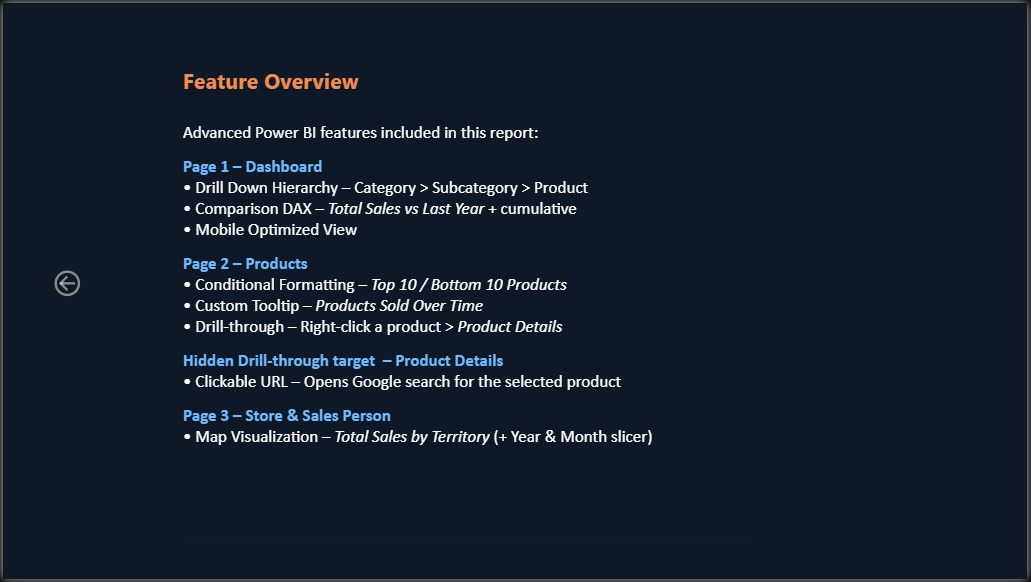 Feature Overview
Advanced Power BI features included in this report:
Page 1 – Dashboard
• Drill Down Hierarchy – Category > Subcategory > Product
• Comparison DAX – Total Sales vs Last Year + cumulative
• Mobile Optimized View
Page 2 – Products
• Conditional Formatting – Top 10 / Bottom 10 Products
• Custom Tooltip – Products Sold Over Time
• Drill-through – Right-click a product > Product Details
Hidden Drill-through target  – Product Details
• Clickable URL – Opens Google search for the selected product
Page 3 – Store & Sales Person
• Map Visualization – Total Sales by Territory (+ Year & Month slicer)